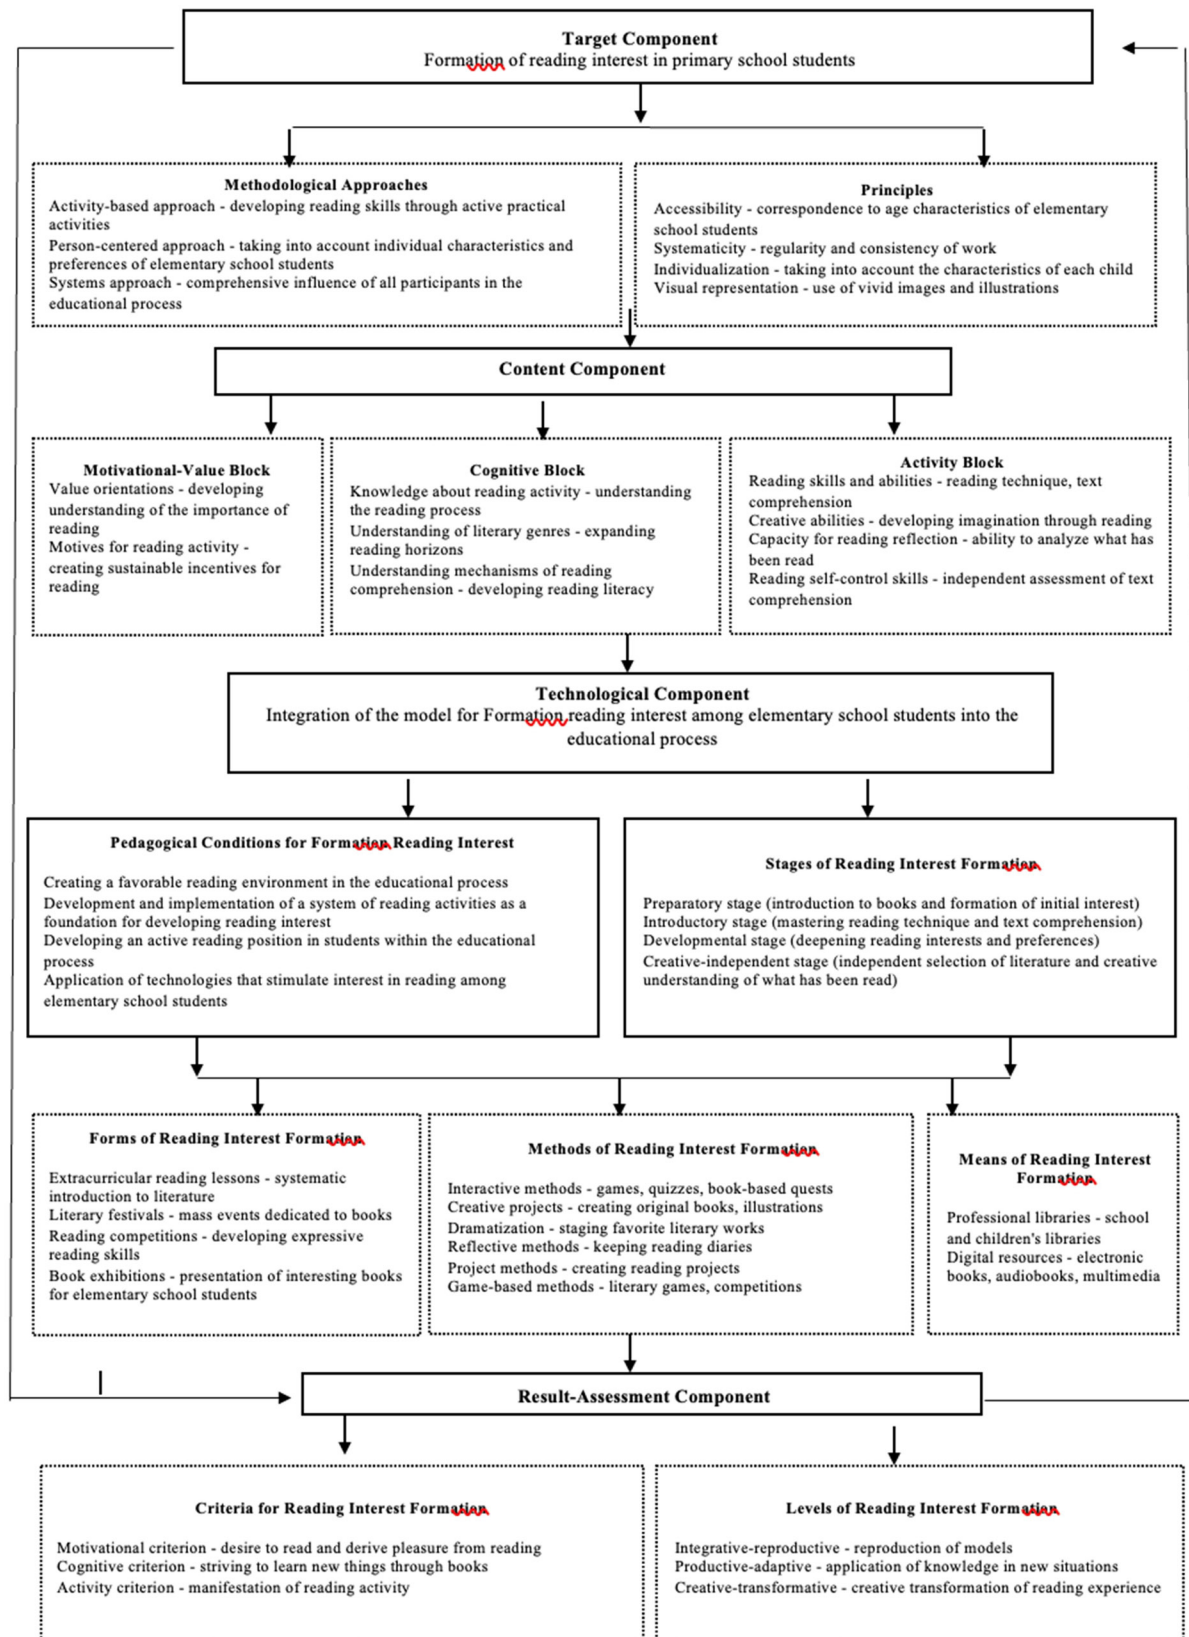 Target Component
Formation of reading interest in primary school students
Methodological Approaches
Activity-based approach - developing reading skills through active practical
activities
Person-centered approach - taking into account individual characteristics and
preferences of elementary school students
Systems approach - comprehensive influence of all participants in the
educational process
Principles
Accessibility - correspondence to age characteristics of elementary
school students
Systematicity - regularity and consistency of work
Individualization - taking into account the characteristics of each child
Visual representation - use of vivid images and illustrations
Content Component
Motivational-Value Block
Value orientations - developing
understanding of the importance of
reading
Motives for reading activity -
creating sustainable incentives for
reading
Cognitive Block
Knowledge about reading activity - understanding
the reading process
Understanding of literary genres - expanding
reading horizons
Understanding mechanisms of reading
comprehension - developing reading literacy
Activity Block
Reading skills and abilities - reading technique, text
comprehension
Creative abilities - developing imagination through reading
Capacity for reading reflection - ability to analyze what has
been read
Reading self-control skills - independent assessment of text
comprehension
Technological Component
Integration of the model for Formation reading interest among elementary school students into the
educational process
Pedagogical Conditions for Formation Reading Interest
Creating a favorable reading environment in the educational process
Development and implementation of a system of reading activities as a
foundation for developing reading interest
Developing an active reading position in students within the educational
process
Application of technologies that stimulate interest in reading among
elementary school students
Stages of Reading Interest Formation
Preparatory stage (introduction to books and formation of initial interest)
Introductory stage (mastering reading technique and text comprehension)
Developmental stage (deepening reading interests and preferences)
Creative-independent stage (independent selection of literature and creative
understanding of what has been read)
Forms of Reading Interest Formation
Extracurricular reading lessons - systematic
introduction to literature
Literary festivals - mass events dedicated to books
Reading competitions - developing expressive
reading skills
Book exhibitions - presentation of interesting books
for elementary school students
Methods of Reading Interest Formation
Interactive methods - games, quizzes, book-based quests
Creative projects - creating original books, illustrations
Dramatization - staging favorite literary works
Reflective methods - keeping reading diaries
Project methods - creating reading projects
Game-based methods - literary games, competitions
Means of Reading Interest
Formation
Professional libraries - school
and children's libraries
Digital resources - electronic
books, audiobooks, multimedia
Result-Assessment Component
Criteria for Reading Interest Formation
Motivational criterion - desire to read and derive pleasure from reading
Cognitive criterion - striving to learn new things through books
Activity criterion - manifestation of reading activity
Levels of Reading Interest Formation
Integrative-reproductive - reproduction of models
Productive-adaptive - application of knowledge in new situations
Creative-transformative - creative transformation of reading experience